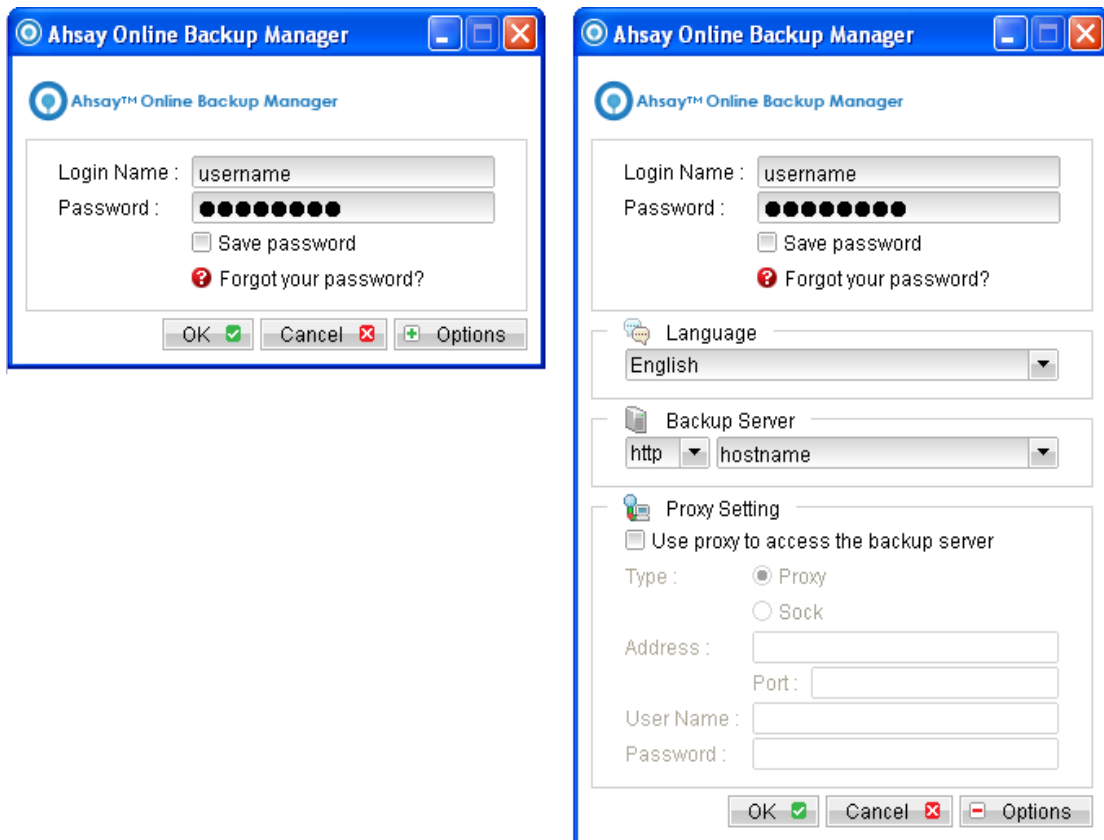 Ahsay Online Backup Manager
Ahsay™ Online Backup Manager
Login Name : username
Password : ●●●●●●●●
Save password
Forgot your password?
OK Cancel Options
Ahsay Online Backup Manager
Ahsay™ Online Backup Manager
Login Name : username
Password : ●●●●●●●●
Save password
Forgot your password?
Language
English
Backup Server
http hostname
Proxy Setting
Use proxy to access the backup server
Type : Proxy
Sock
Address :
Port :
User Name :
Password :
OK Cancel Options